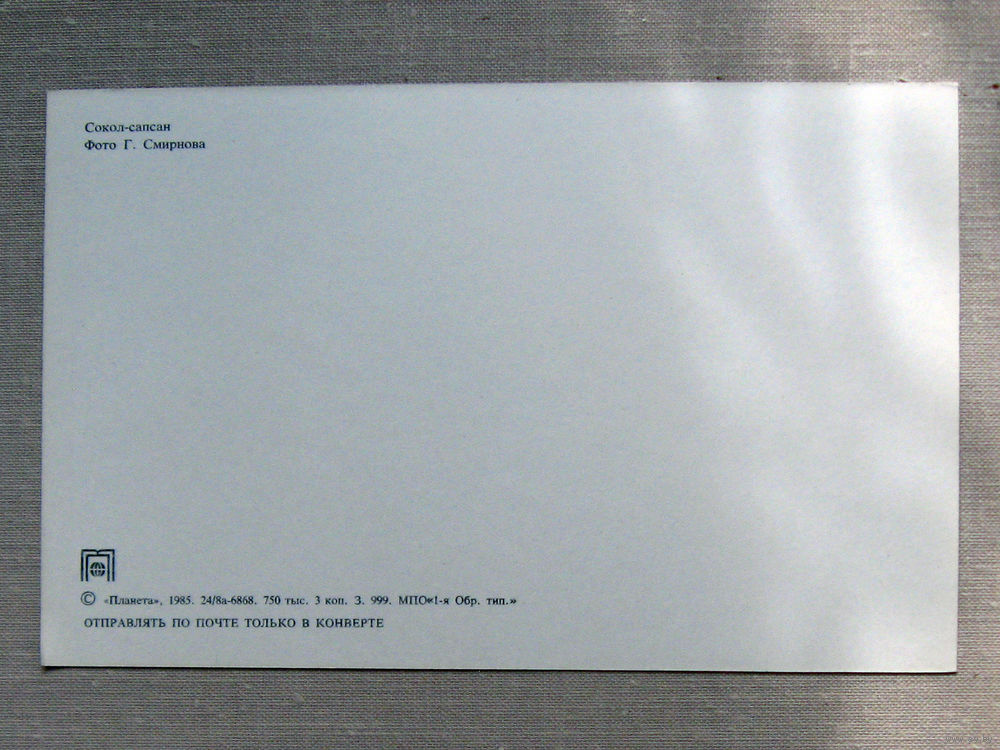 Сокол-сапсан
Фото Г. Смирнова
© «Планета», 1985. 24/8а-6868. 750 тыс. 3 коп. З. 999. МПО«1-я Обр. тип.»
ОТПРАВЛЯТЬ ПО ПОЧТЕ ТОЛЬКО В КОНВЕРТЕ